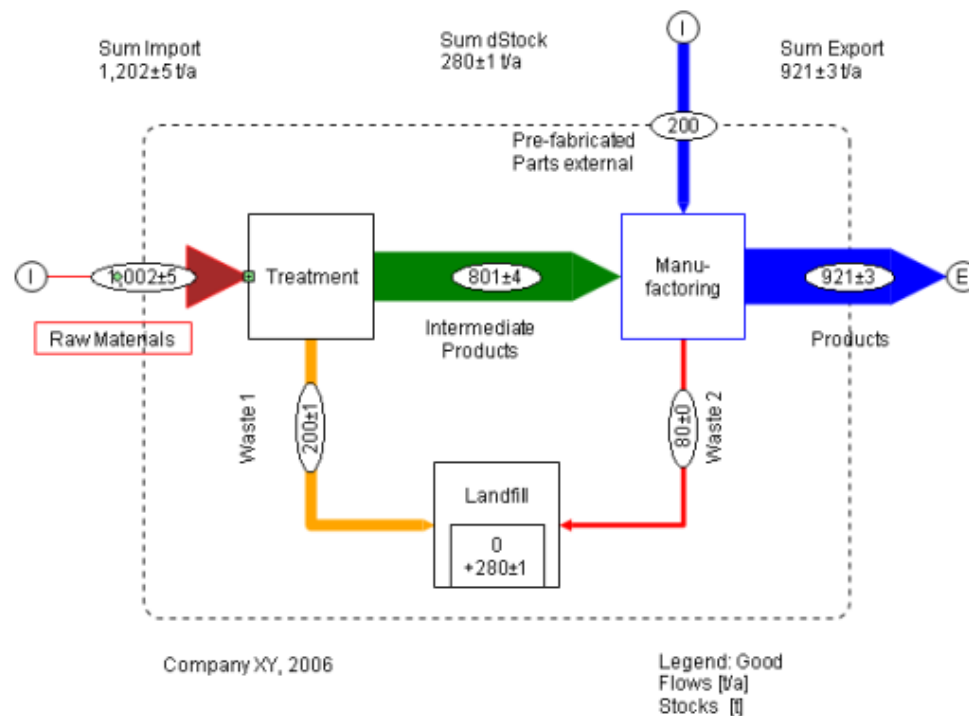 Sum Import
1,202±5 t/a
Sum dStock
280±1 t/a
I
Sum Export
921±3 t/a
200
Pre-fabricated
Parts external
I
1,002±5
Raw Materials
Treatment
801±4
Intermediate
Products
Manu-
factoring
921±3
Products
E
Waste 1
200±1
80±0
Waste 2
Landfill
0
+280±1
Company XY, 2006
Legend: Good
Flows [t/a]
Stocks [t]